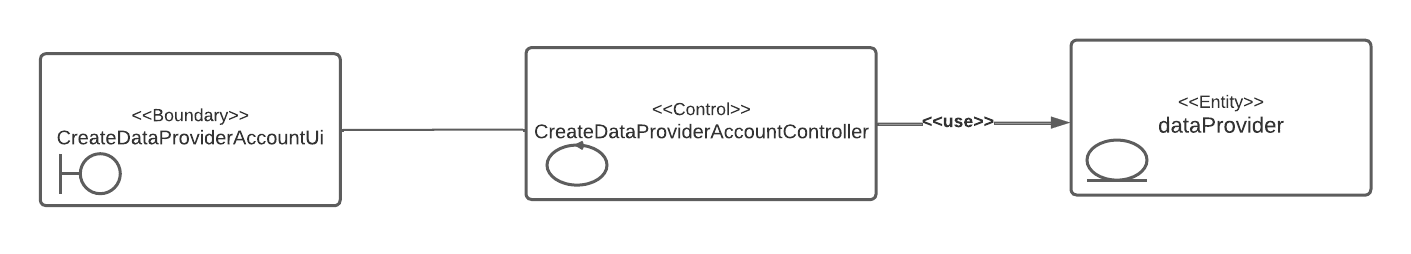 <<Boundary>>
CreateDataProviderAccountUi
<<Control>>
CreateDataProviderAccountController
<<use>>
<<Entity>>
dataProvider